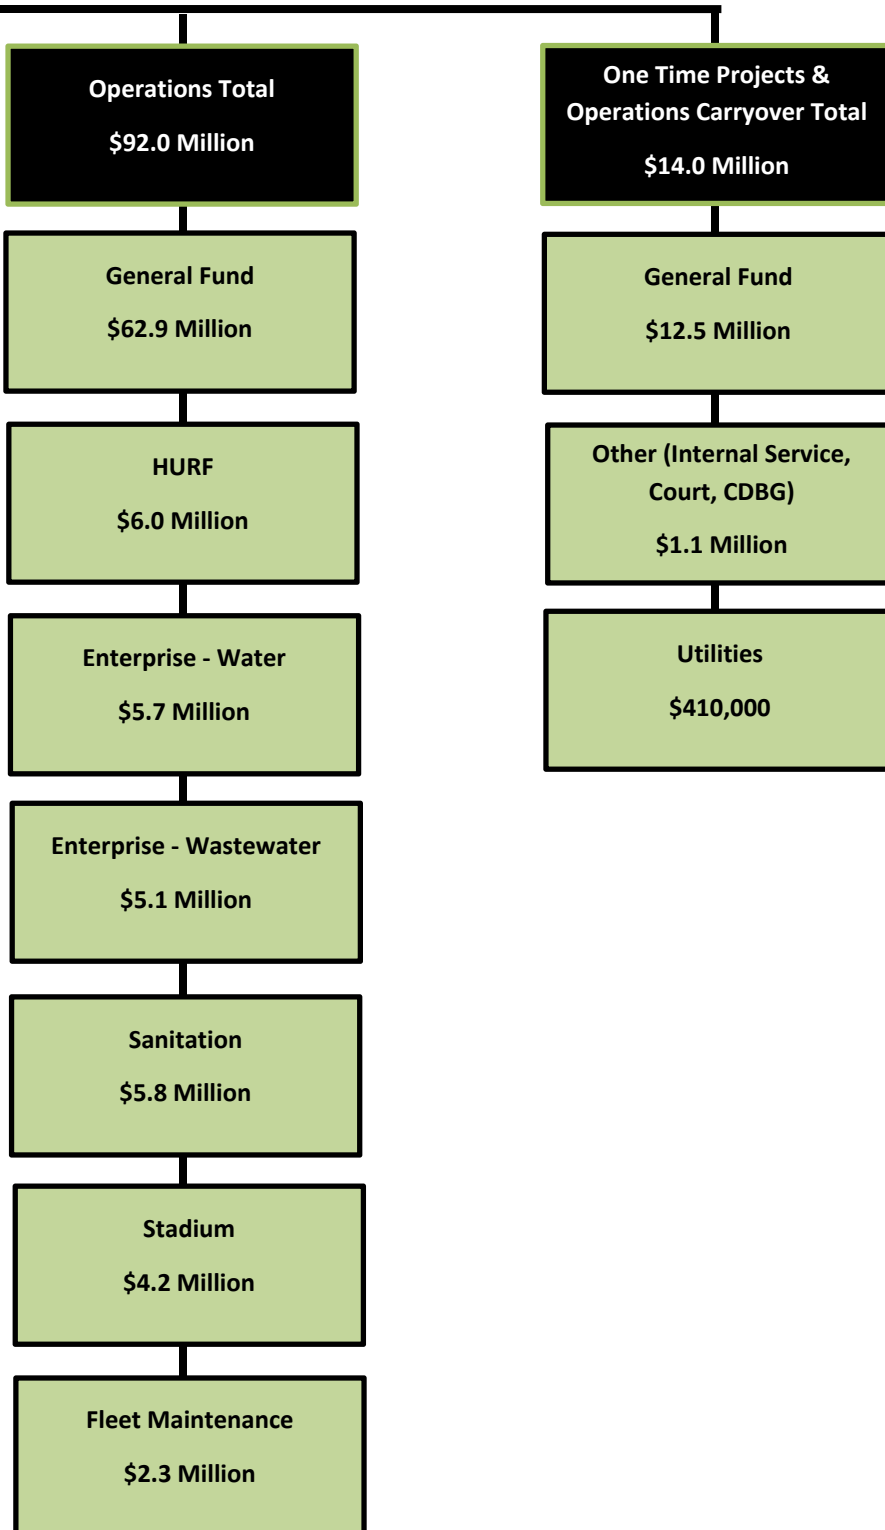 Operations Total
$92.0 Million
General Fund
$62.9 Million
HURF
$6.0 Million
Enterprise - Water
$5.7 Million
Enterprise - Wastewater
$5.1 Million
Sanitation
$5.8 Million
Stadium
$4.2 Million
Fleet Maintenance
$2.3 Million
One Time Projects &
Operations Carryover Total
$14.0 Million
General Fund
$12.5 Million
Other (Internal Service,
Court, CDBG)
$1.1 Million
Utilities
$410,000